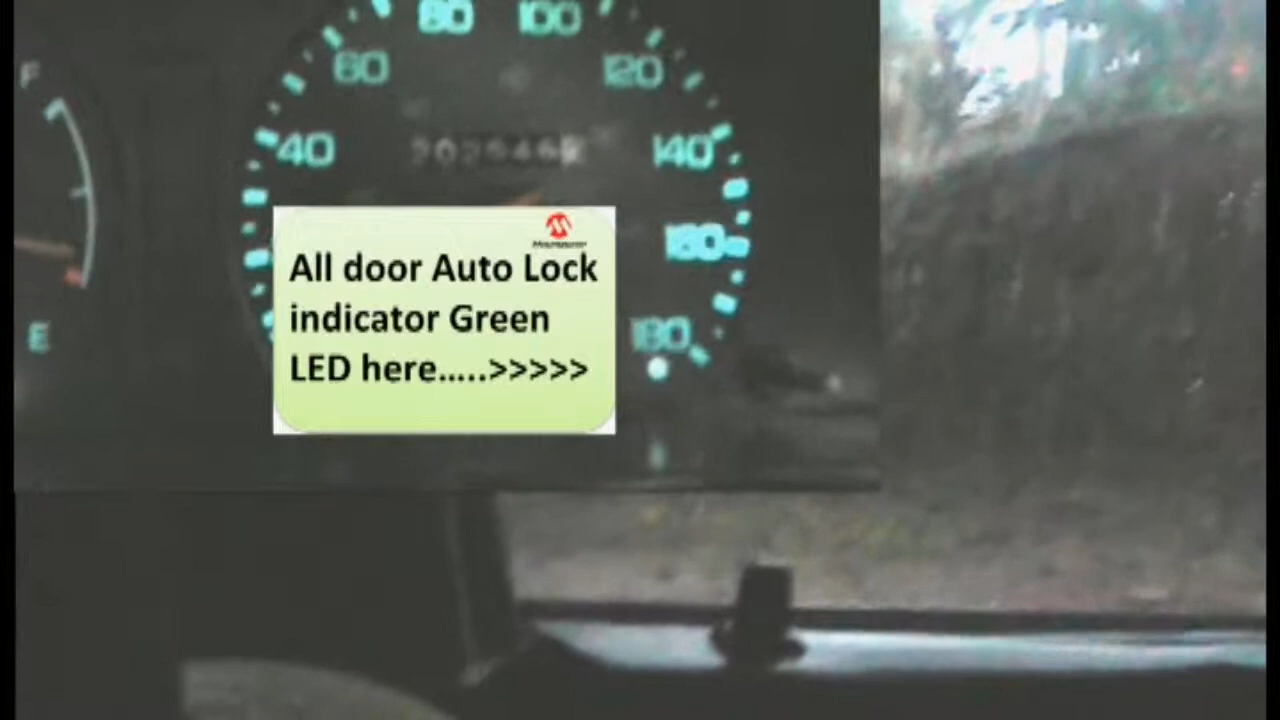 80 100
60 120
F
40 140
160
All door Auto Lock
indicator Green
LED here.....>>>>>
180
E